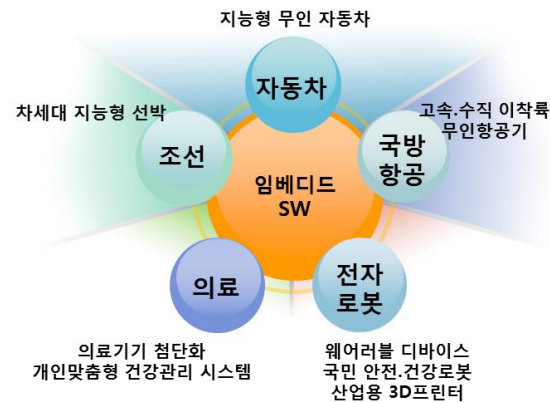 지능형 무인 자동차
자동차
차세대 지능형 선박
조선
고속.수직 이착륙
무인항공기
국방
항공
임베디드
SW
의료
전자
로봇
의료기기 첨단화
개인맞춤형 건강관리 시스템
웨어러블 디바이스
국민 안전.건강로봇
산업용 3D프린터